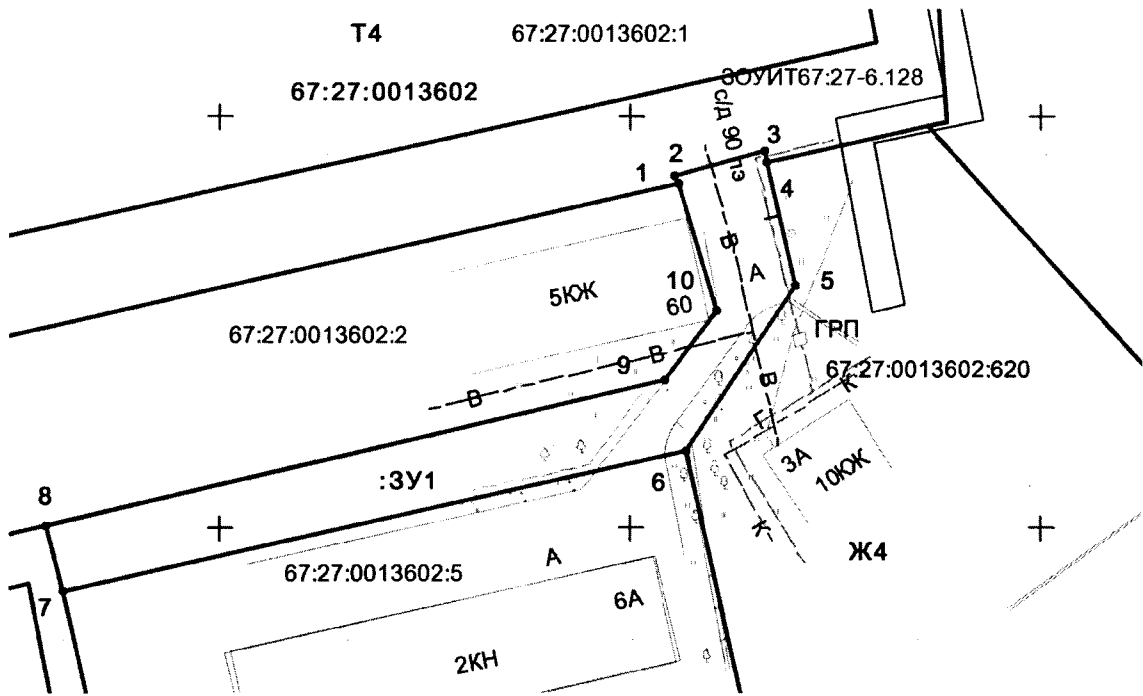 Т4
67:27:0013602:1
67:27:0013602
ЗОУИТ67:27-6.128
с/д 90 пэ
3
2
1
4
В
А
10
60
5
5КЖ
ГРП
67:27:0013602:2
В
9
67:27:0013602:620
В
К
В
Г
3А
10КЖ
8
:ЗУ1
6
К
Ж4
А
67:27:0013602:5
7
6А
2КН